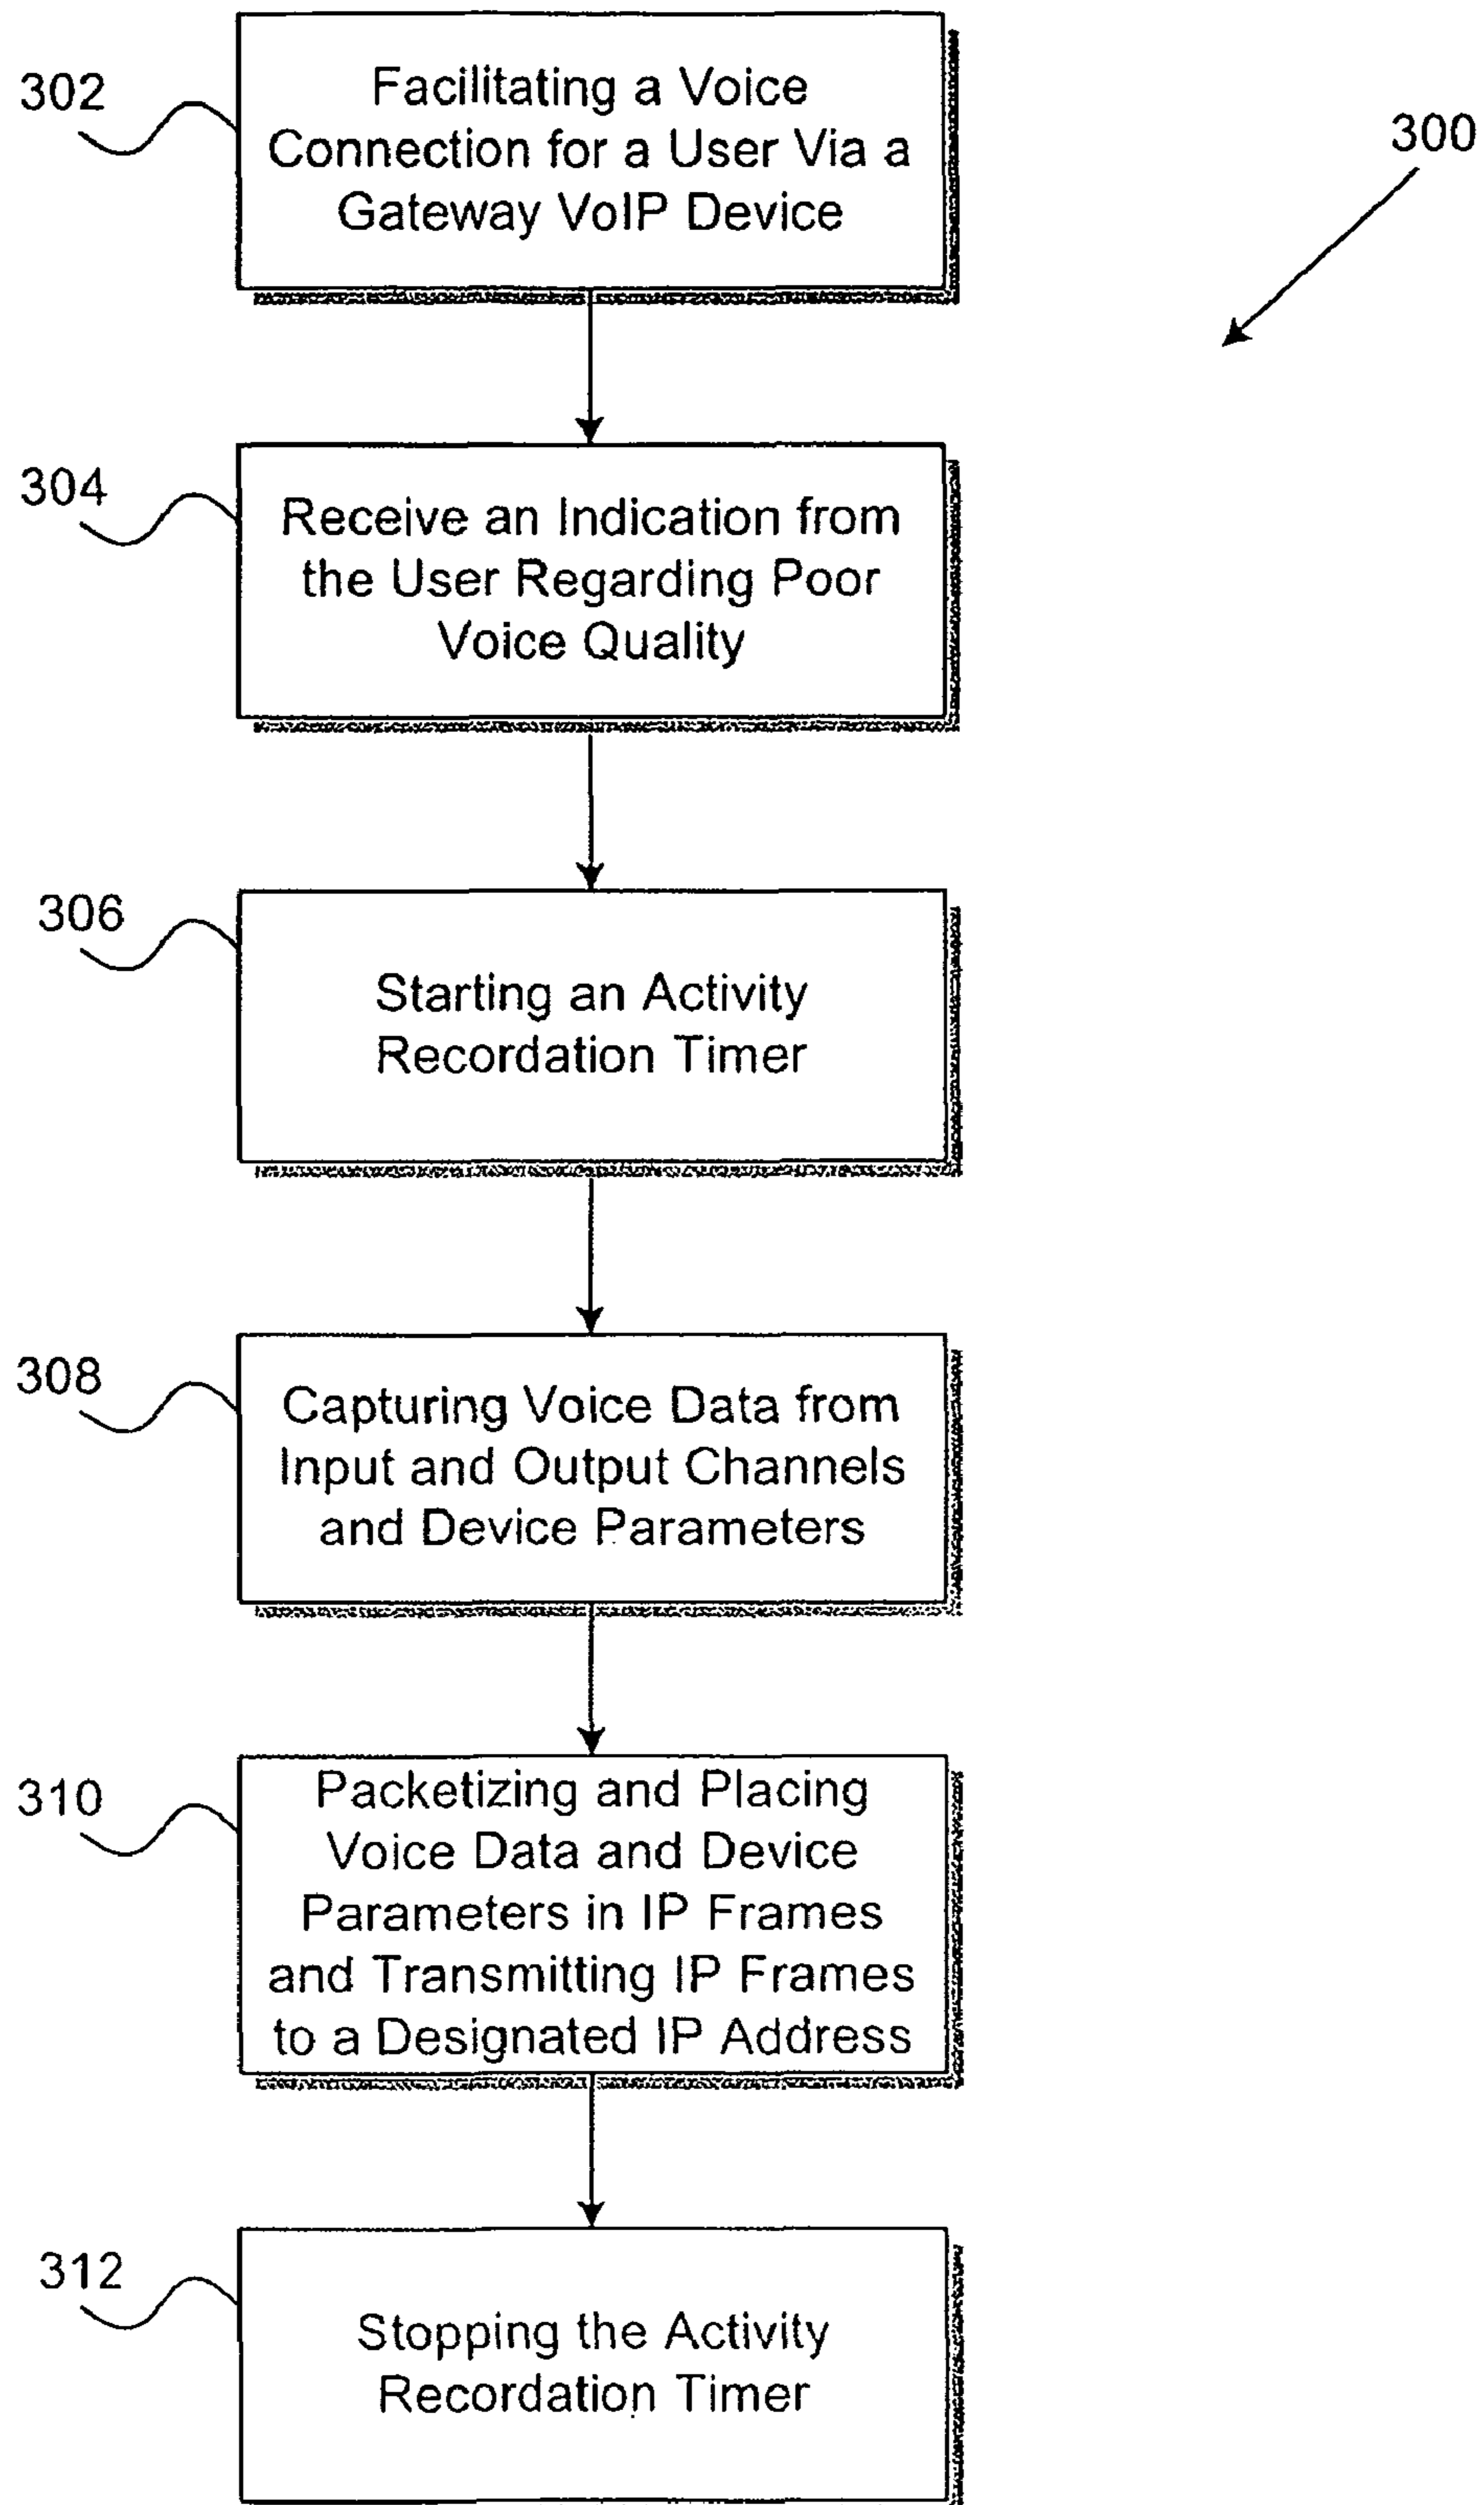 302
Facilitating a Voice
Connection for a User Via a
Gateway VoIP Device
300
304
Receive an Indication from
the User Regarding Poor
Voice Quality
306
Starting an Activity
Recordation Timer
308
Capturing Voice Data from
Input and Output Channels
and Device Parameters
310
Packetizing and Placing
Voice Data and Device
Parameters in IP Frames
and Transmitting IP Frames
to a Designated IP Address
312
Stopping the Activity
Recordation Timer